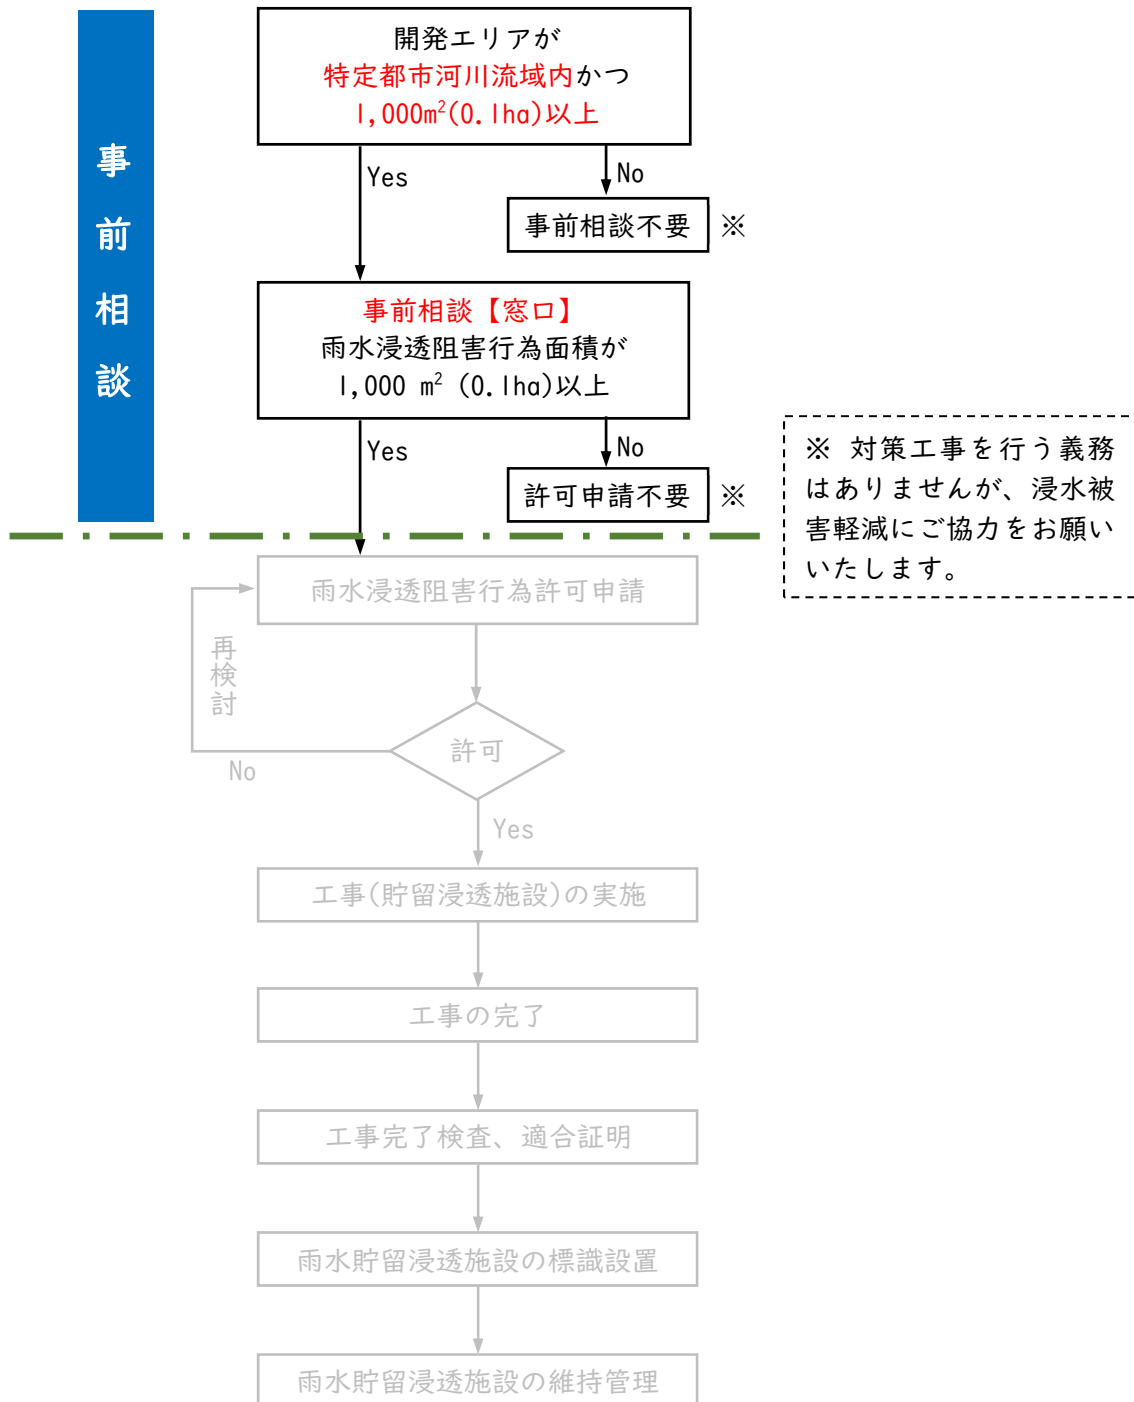 事前相談
開発エリアが
特定都市河川流域内かつ
1,000m²(0.1ha)以上
Yes
No
事前相談不要 ※
事前相談【窓口】
雨水浸透阻害行為面積が
1,000 m² (0.1ha)以上
Yes
No
許可申請不要 ※
※ 対策工事を行う義務
はありませんが、浸水被
害軽減にご協力をお願い
いたします。
雨水浸透阻害行為許可申請
再検討
許可
No
Yes
工事(貯留浸透施設)の実施
工事の完了
工事完了検査、適合証明
雨水貯留浸透施設の標識設置
雨水貯留浸透施設の維持管理